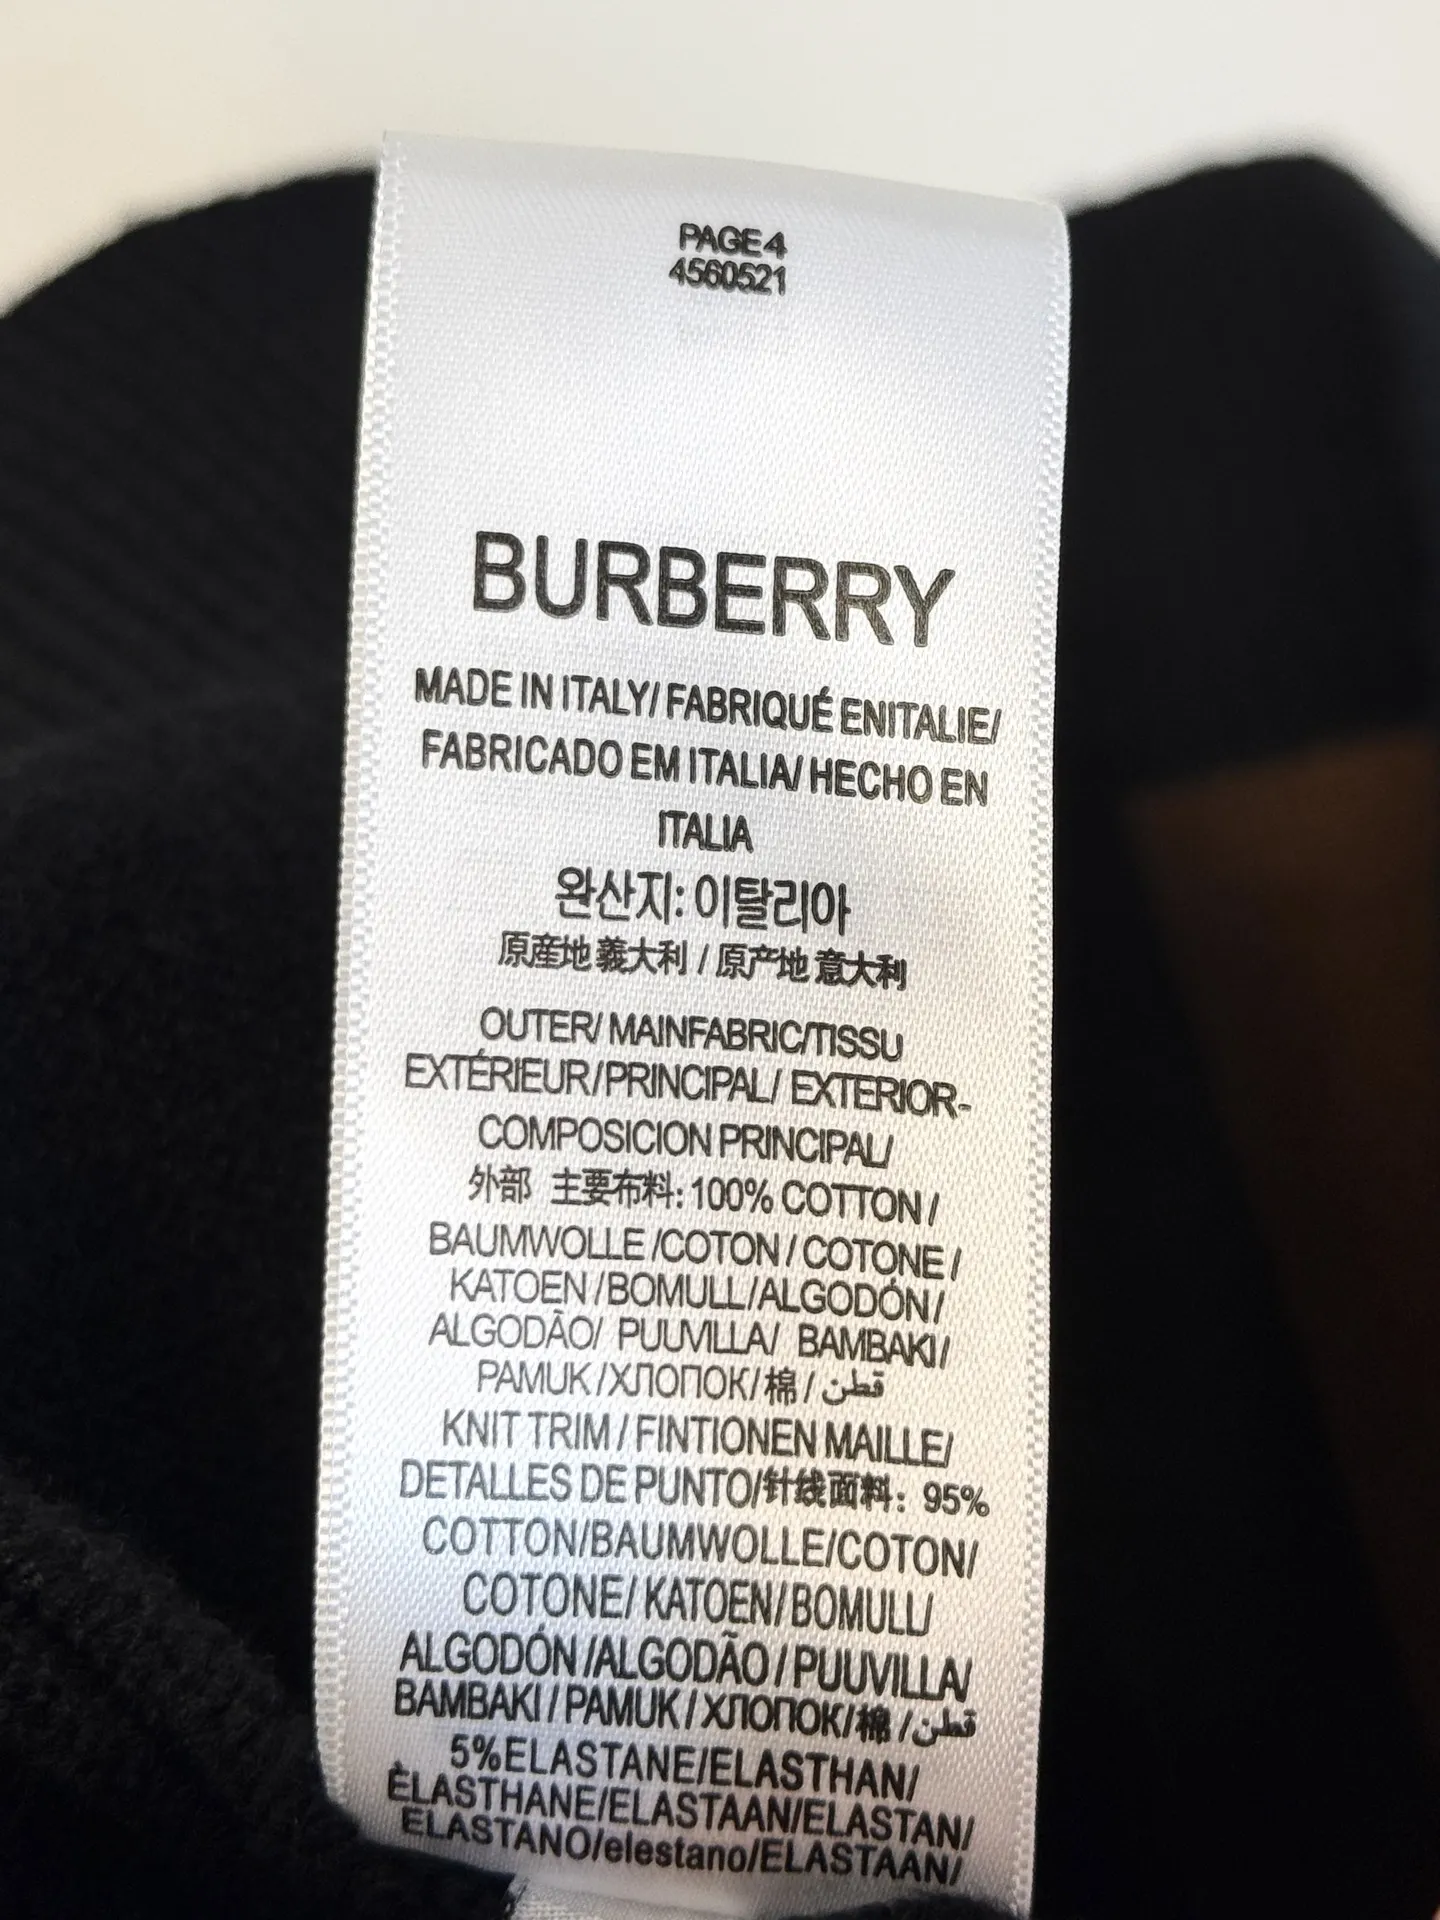 PAGE4
4560521
BURBERRY
MADE IN ITALY/ FABRIQUÉ ENITALIE/
FABRICADO EM ITALIA/ HECHO EN
ITALIA
완산지: 이탈리아
原産地 義大利 / 原产地 意大利
OUTER/ MAINFABRIC/TISSU
EXTÉRIEUR/PRINCIPAL/ EXTERIOR-
COMPOSICION PRINCIPAL/
外部 主要布料: 100% COTTON /
BAUMWOLLE /COTON / COTONE /
KATOEN /BOMULL/ALGODÓN/
ALGODÃO/ PUUVILLA/ BAMBAKI/
PAMUK /ХЛОПОК/棉 / قطن
KNIT TRIM / FINTIONEN MAILLE/
DETALLES DE PUNTO/针线面料: 95%
COTTON/BAUMWOLLE/COTON/
COTONE/ KATOEN/BOMULL/
ALGODÓN /ALGODÃO / PUUVILLA/
BAMBAKI / PAMUK / ХЛОПОК/棉 / قطن
5%ELASTANE/ELASTHAN/
ÈLASTHANE/ELASTAAN/ELASTAN/
ELASTANO/elestano/ELASTAAN/